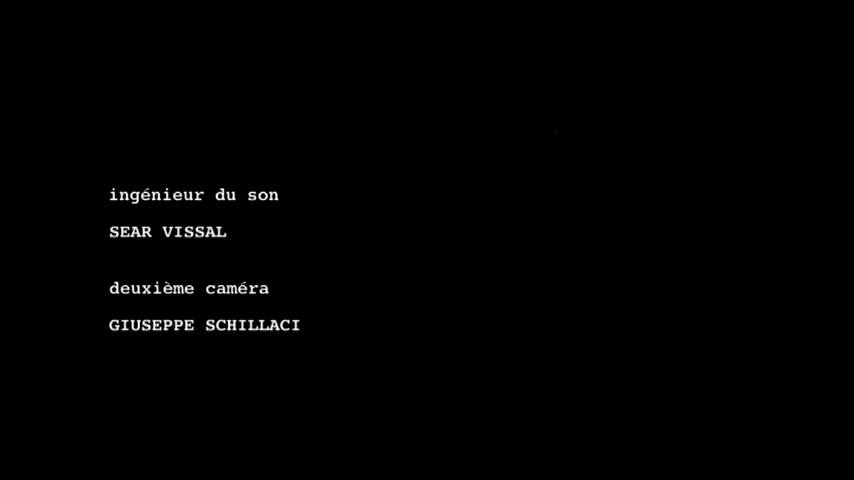 ingénieur du son
SEAR VISSAL
deuxième caméra
GIUSEPPE SCHILLACI